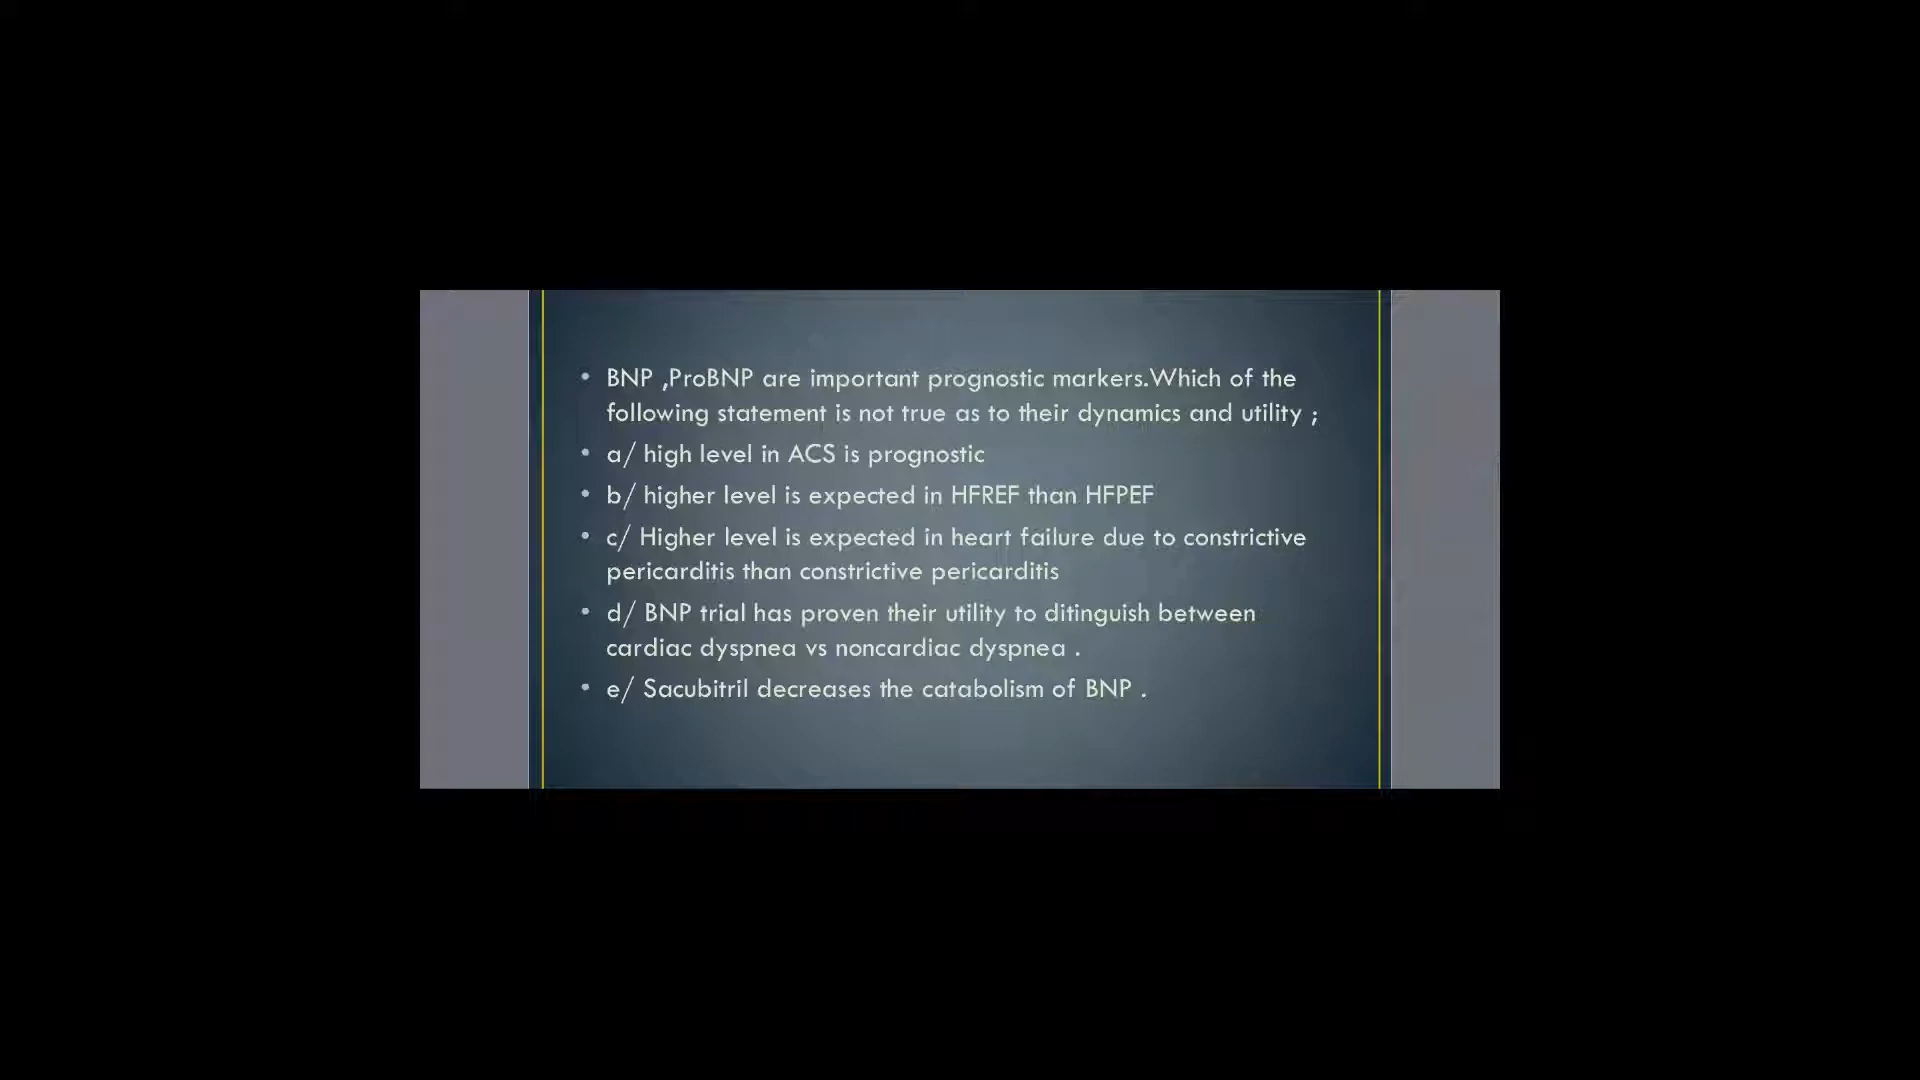 • BNP ,ProBNP are important prognostic markers.Which of the
following statement is not true as to their dynamics and utility ;
• a/ high level in ACS is prognostic
• b/ higher level is expected in HFREF than HFPEF
• c/ Higher level is expected in heart failure due to constrictive
pericarditis than constrictive pericarditis
• d/ BNP trial has proven their utility to ditinguish between
cardiac dyspnea vs noncardiac dyspnea .
• e/ Sacubitril decreases the catabolism of BNP .